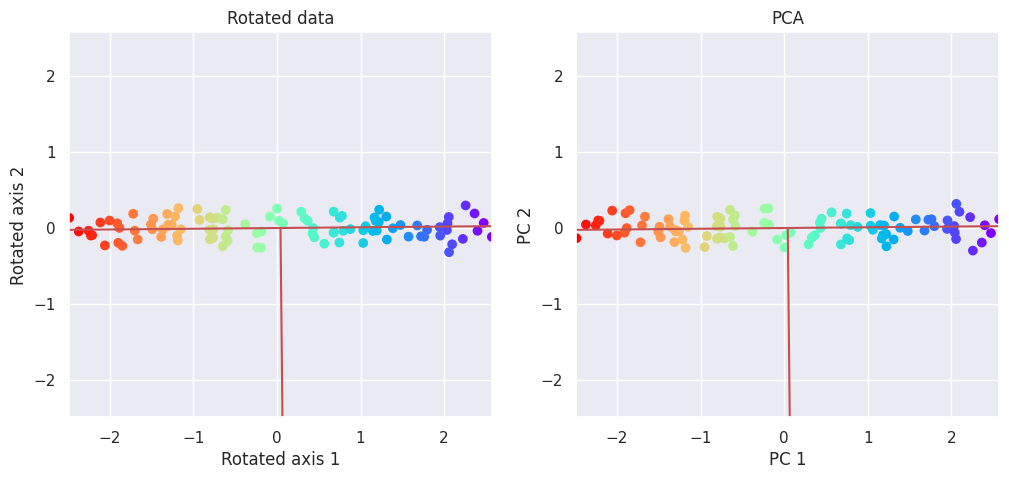 Rotated data
2
1
0
−1
−2
Rotated axis 2
−2 −1 0 1 2
Rotated axis 1
PCA
2
1
0
−1
−2
PC 2
−2 −1 0 1 2
PC 1